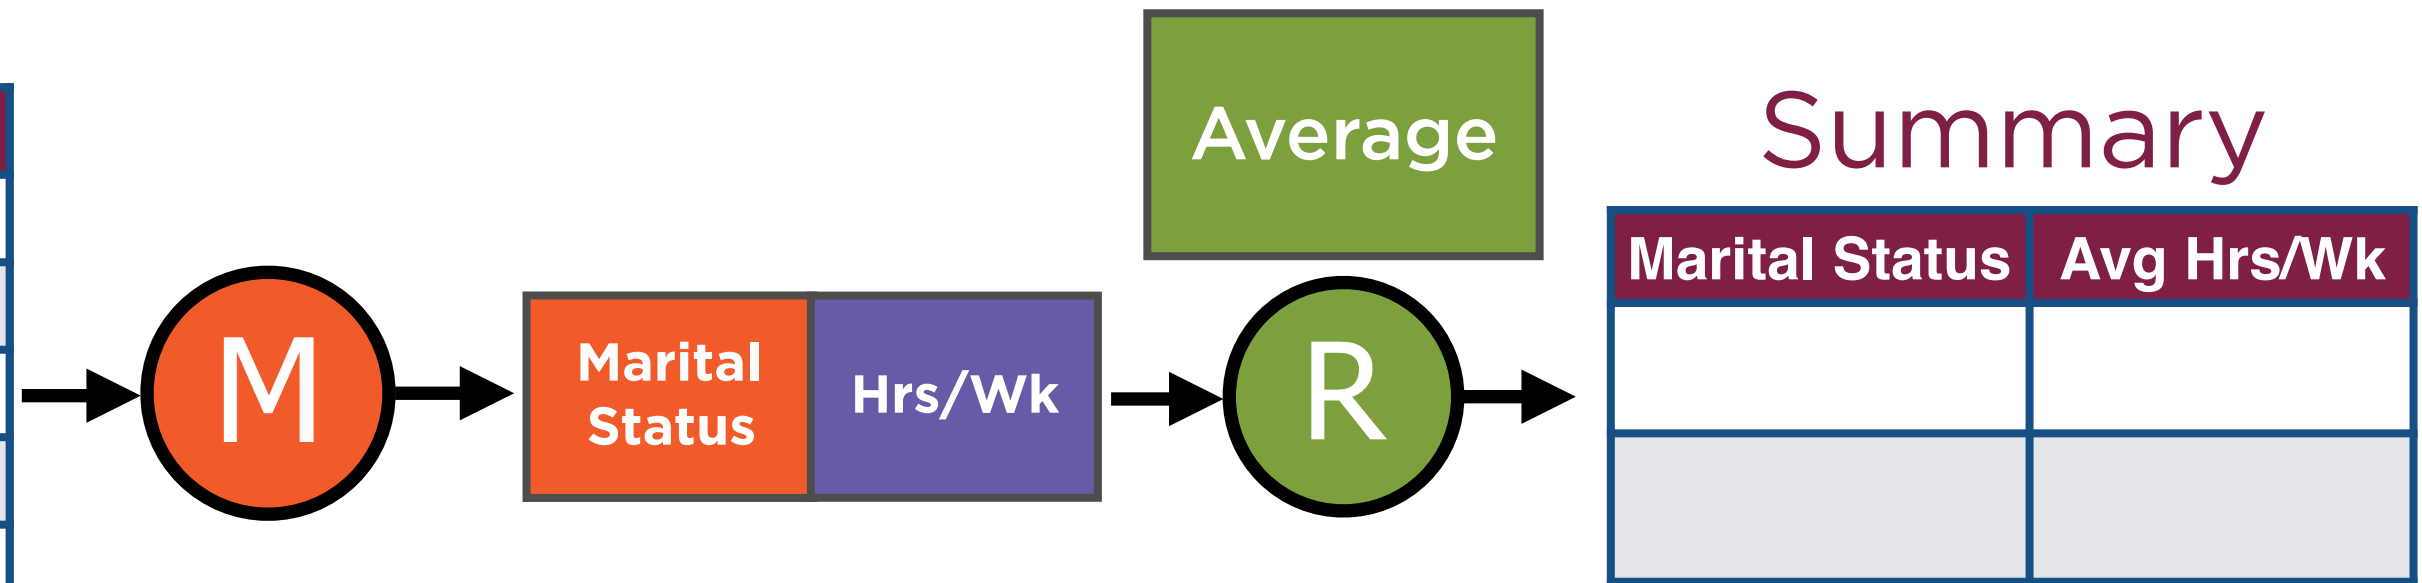 M
Marital
Status
Hrs/Wk
Average
R
Summary
Marital Status
Avg Hrs/Wk